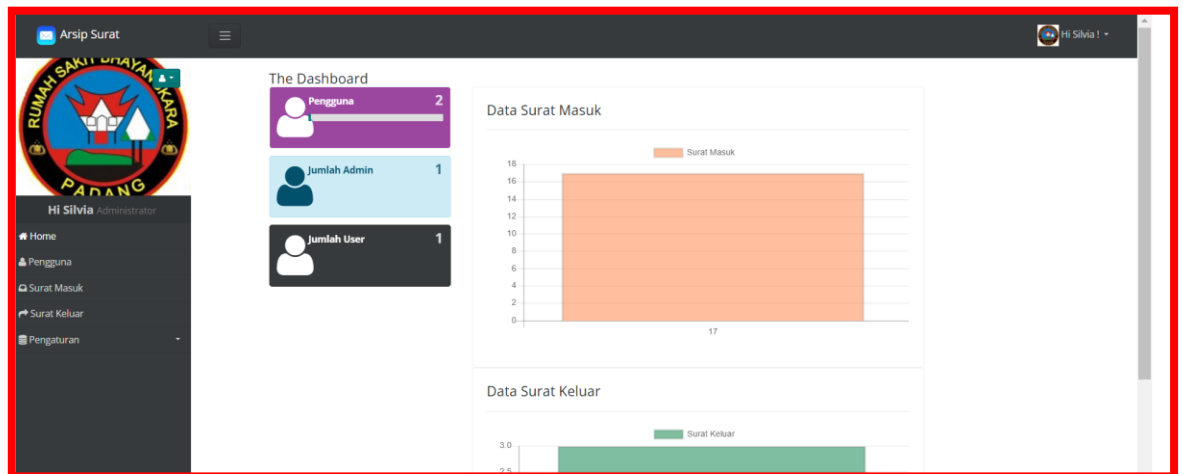 Arsip Surat
Hi Silvia !
RUMAH SAKIT BHAYANGKARA
PADANG
Hi Silvia Administrator
Home
Pengguna
Surat Masuk
Surat Keluar
Pengaturan
The Dashboard
Pengguna 2
Jumlah Admin 1
Jumlah User 1
Data Surat Masuk
Surat Masuk
18
16
14
12
10
8
6
4
2
0
17
Data Surat Keluar
Surat Keluar
3.0
2.5